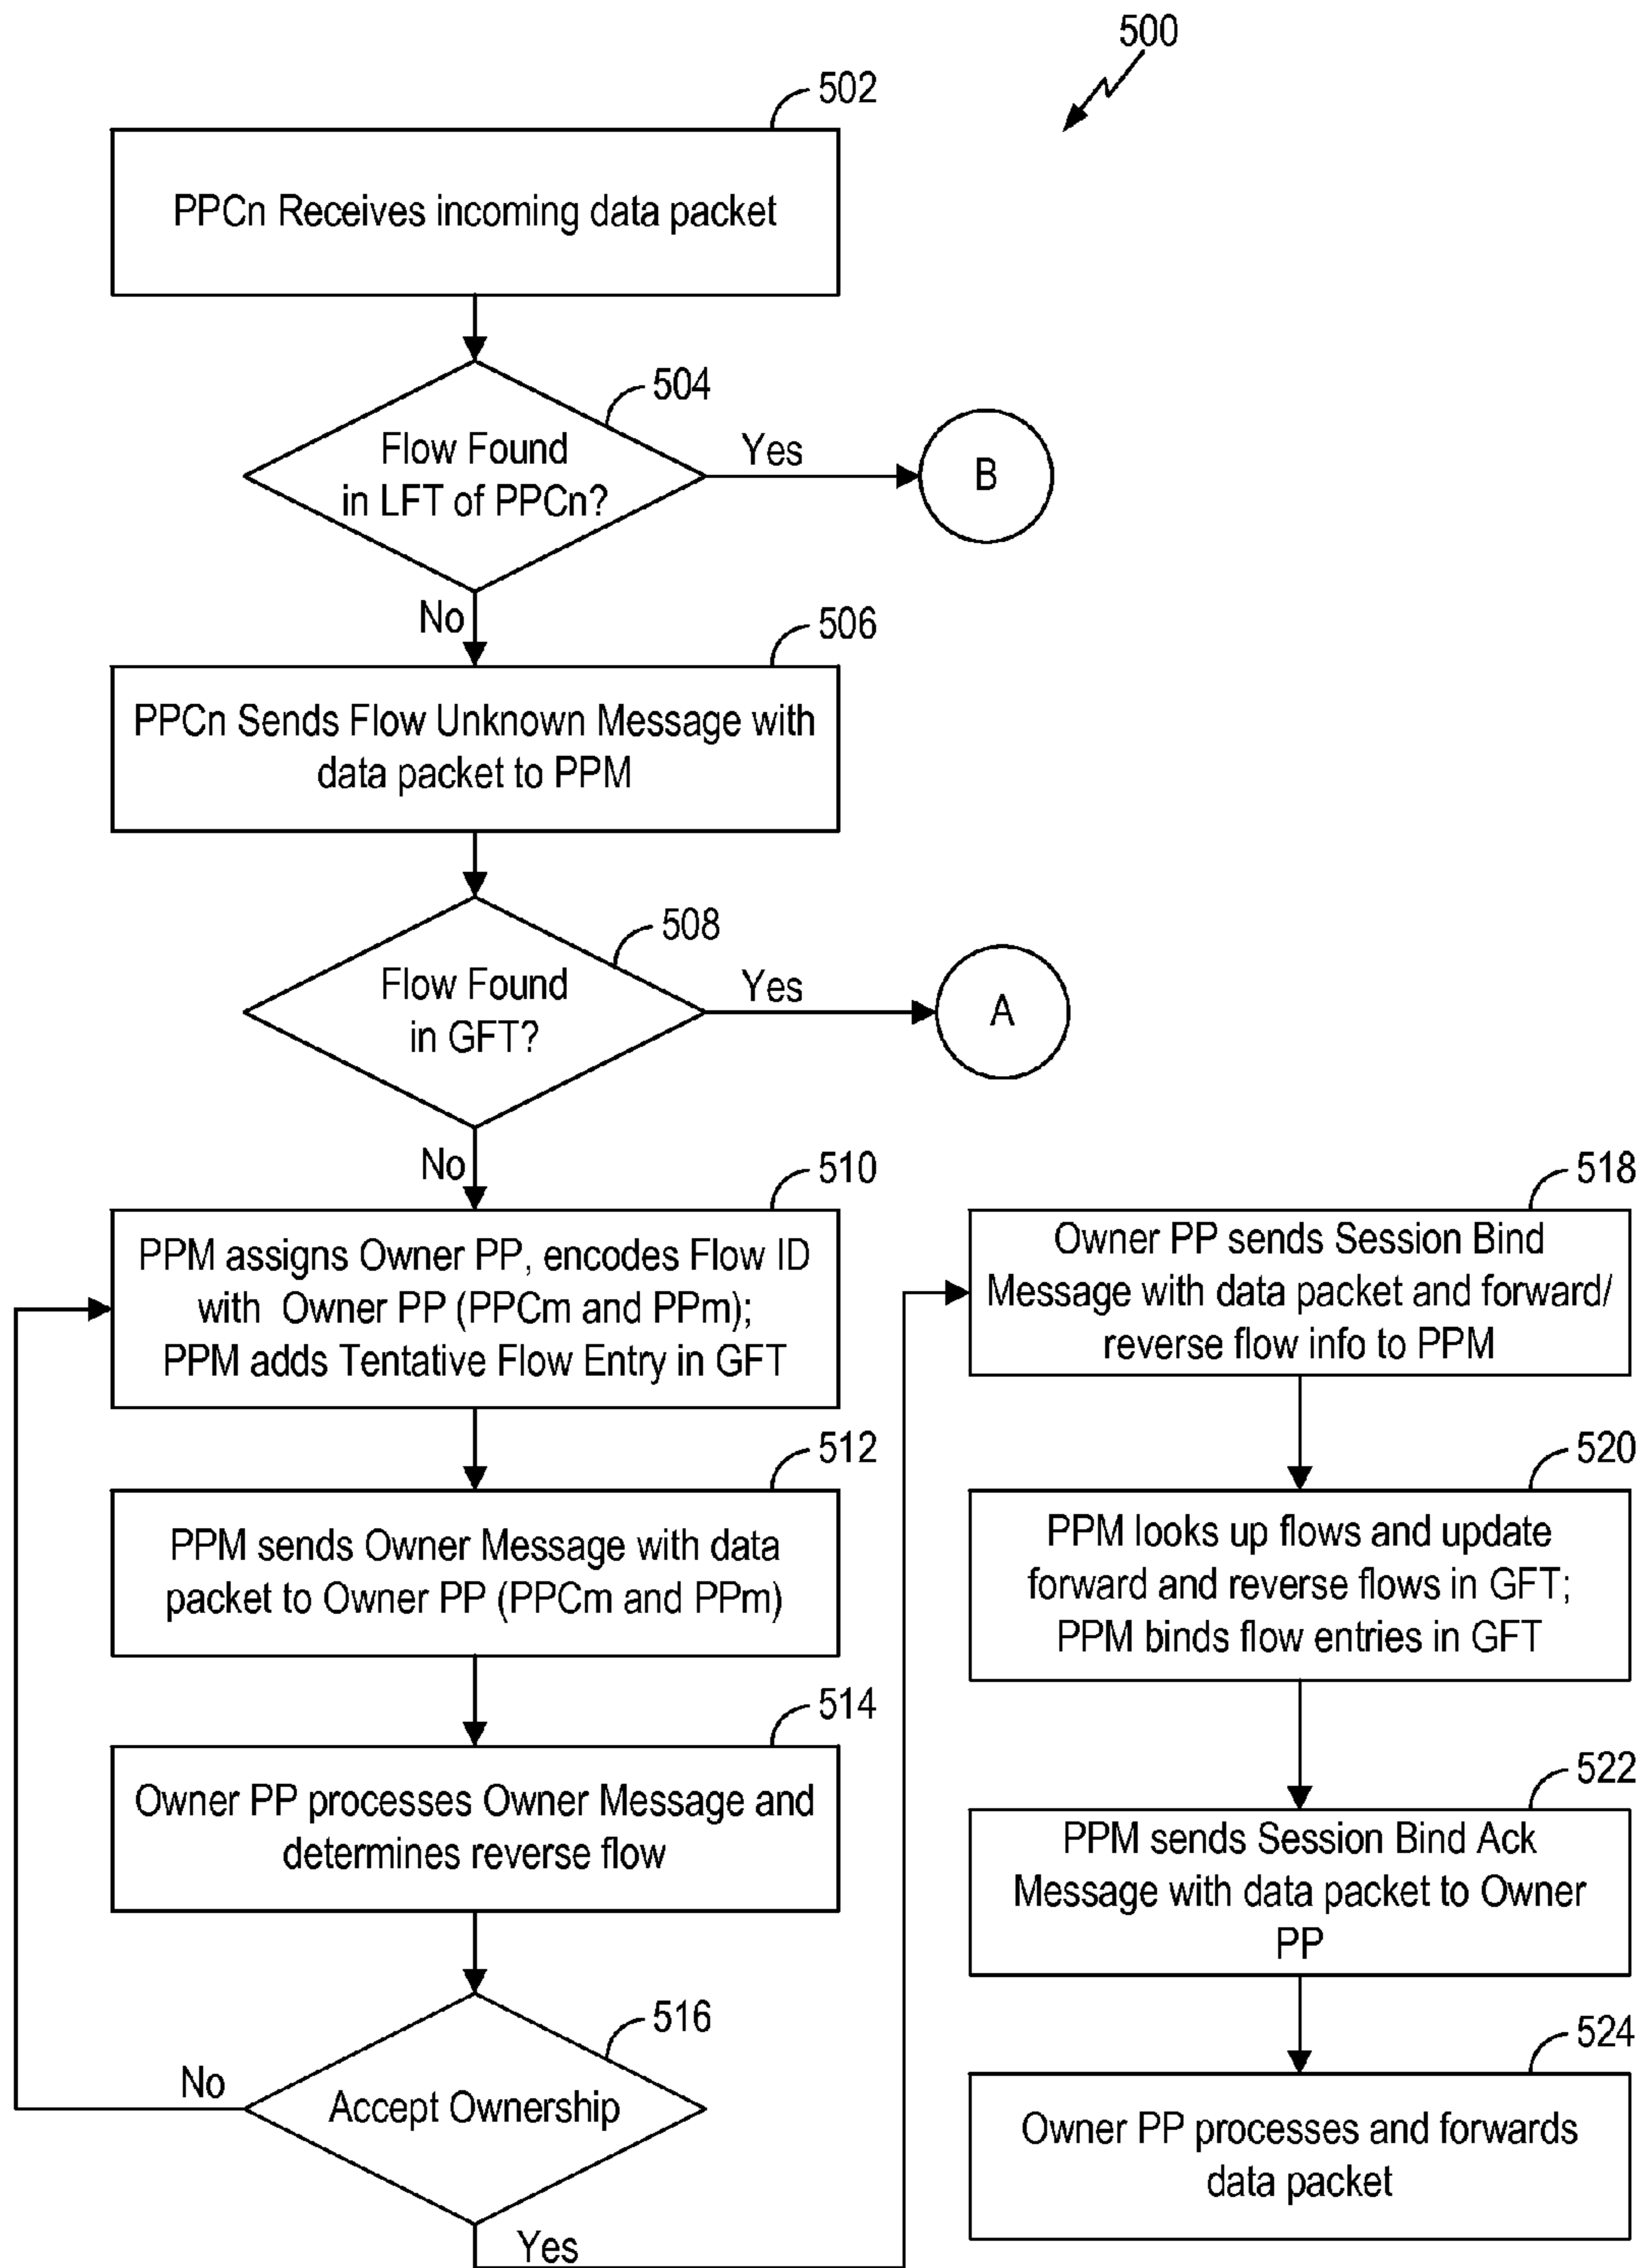 500
502
PPCn Receives incoming data packet
504
Flow Found
in LFT of PPCn?
Yes
B
No
506
PPCn Sends Flow Unknown Message with
data packet to PPM
508
Flow Found
in GFT?
Yes
A
No
510
PPM assigns Owner PP, encodes Flow ID
with Owner PP (PPCm and PPm);
PPM adds Tentative Flow Entry in GFT
512
PPM sends Owner Message with data
packet to Owner PP (PPCm and PPm)
514
Owner PP processes Owner Message and
determines reverse flow
516
Accept Ownership
No
Yes
518
Owner PP sends Session Bind
Message with data packet and forward/
reverse flow info to PPM
520
PPM looks up flows and update
forward and reverse flows in GFT;
PPM binds flow entries in GFT
522
PPM sends Session Bind Ack
Message with data packet to Owner
PP
524
Owner PP processes and forwards
data packet